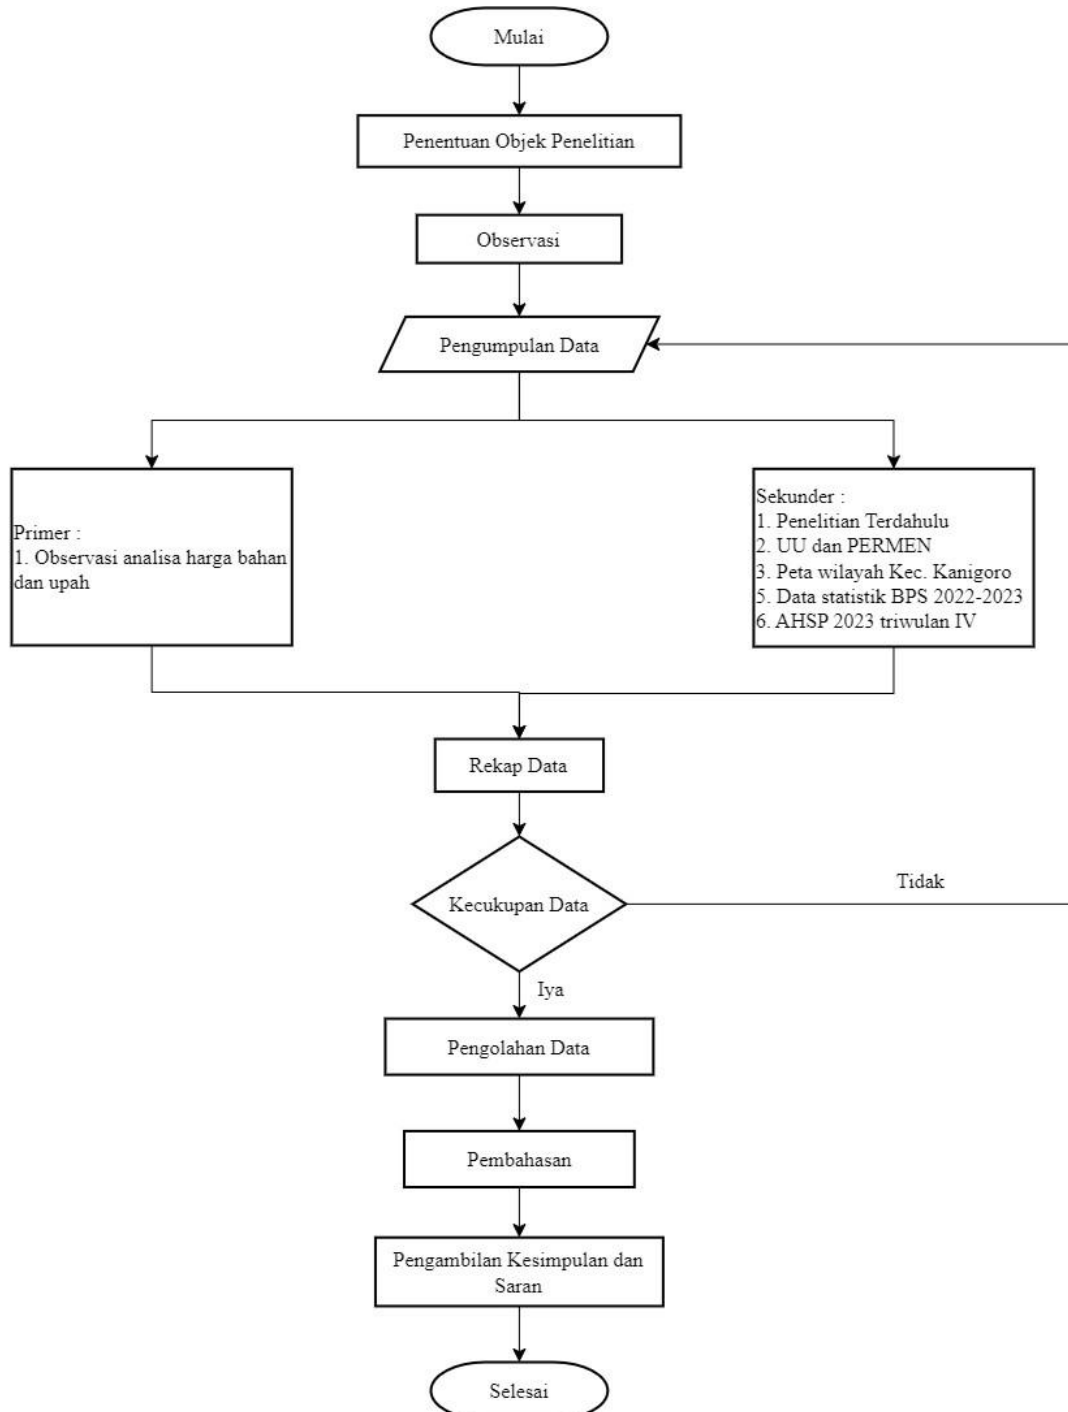 Mulai
Penentuan Objek Penelitian
Observasi
Pengumpulan Data
Primer :
1. Observasi analisa harga bahan
dan upah
Sekunder :
1. Penelitian Terdahulu
2. UU dan PERMEN
3. Peta wilayah Kec. Kanigoro
5. Data statistik BPS 2022-2023
6. AHSP 2023 triwulan IV
Rekap Data
Kecukupan Data
Tidak
Iya
Pengolahan Data
Pembahasan
Pengambilan Kesimpulan dan
Saran
Selesai